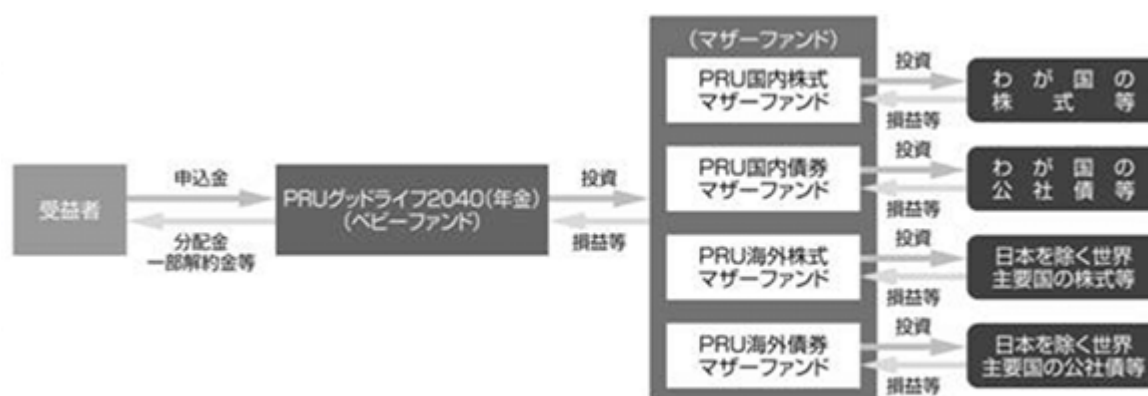 受益者
申込金
分配金
一部解約金等
PRUグッドライフ2040(年金)
(ベビーファンド)
投資
損益等
(マザーファンド)
PRU国内株式
マザーファンド
投資
損益等
わが国の
株式等
PRU国内債券
マザーファンド
投資
損益等
わが国の
公社債等
PRU海外株式
マザーファンド
投資
損益等
日本を除く世界
主要国の株式等
PRU海外債券
マザーファンド
投資
損益等
日本を除く世界
主要国の公社債等